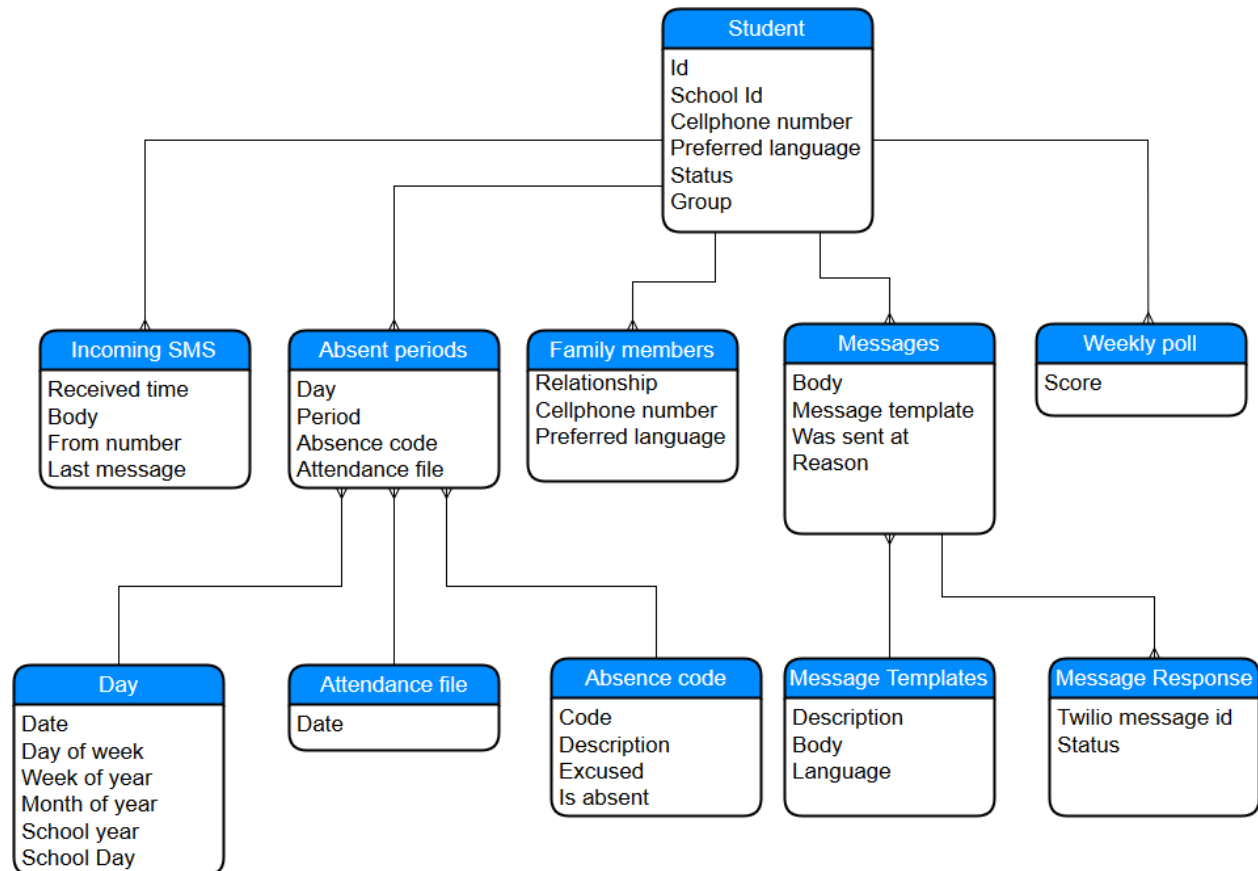 Student
Id
School Id
Cellphone number
Preferred language
Status
Group
Incoming SMS
Received time
Body
From number
Last message
Absent periods
Day
Period
Absence code
Attendance file
Family members
Relationship
Cellphone number
Preferred language
Messages
Body
Message template
Was sent at
Reason
Weekly poll
Score
Day
Date
Day of week
Week of year
Month of year
School year
School Day
Attendance file
Date
Absence code
Code
Description
Excused
Is absent
Message Templates
Description
Body
Language
Message Response
Twilio message id
Status